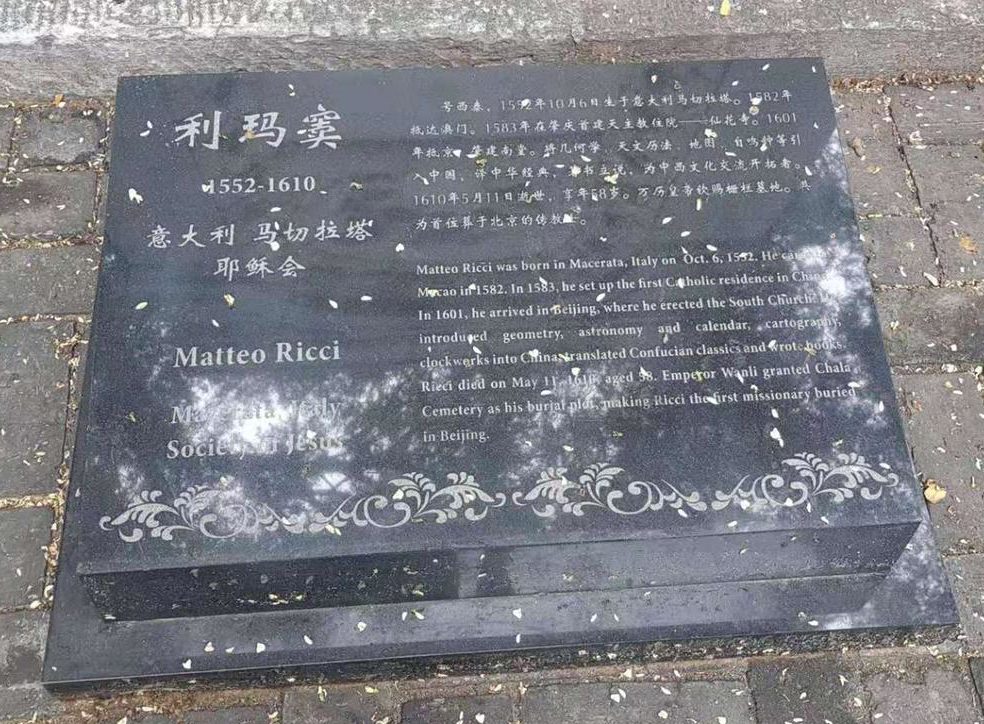 利玛窦
1552-1610
意大利 马切拉塔
耶稣会
Matteo Ricci
Macerata, Italy
Society of Jesus
号西泰，1552年10月6日生于意大利马切拉塔。1582年
抵达澳门。1583年在肇庆首建天主教住院——仙花寺。1601
年抵京，肇建南堂。将几何学、天文历法、地图、自鸣钟等引
入中国，译中华经典，书立说，为中西文化交流开拓者。
1610年5月11日逝世，享年58岁。万历皇帝钦赐栅栏墓地。其
为首位葬于北京的传教士。
Matteo Ricci was born in Macerata, Italy on Oct. 6, 1552. He came
Macao in 1582. In 1583, he set up the first Catholic residence in China.
In 1601, he arrived in Beijing, where he erected the South Church,
introduced geometry, astronomy and calendar, cartography,
clockworks into China, translated Confucian classics and wrote books.
Ricci died on May 11, 1610, aged 58. Emperor Wanli granted Chala
Cemetery as his burial plot, making Ricci the first missionary buried
in Beijing.